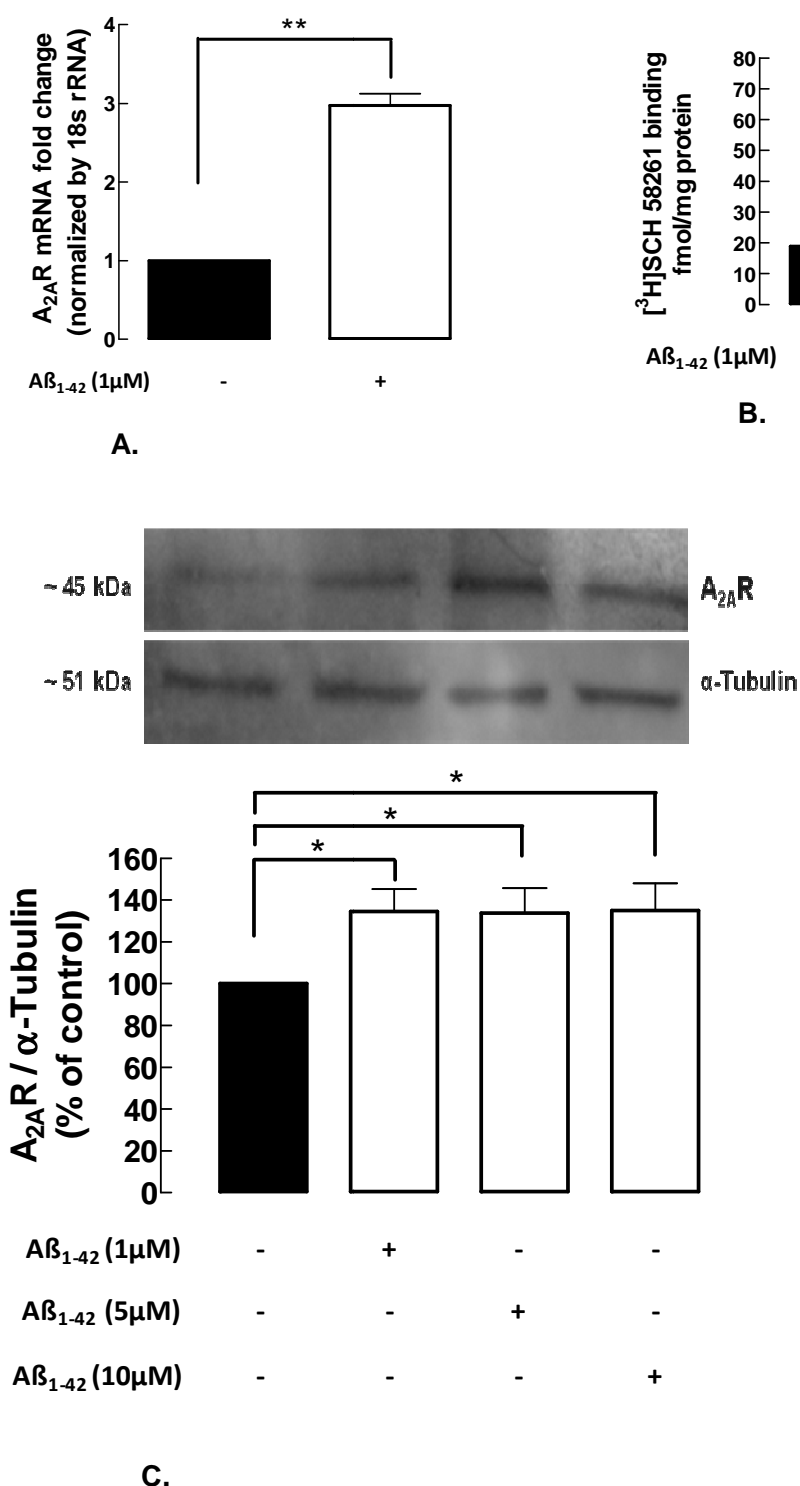 A2AR mRNA fold change
(normalized by 18s rRNA)
4
3
2
1
0
**
Aß1-42 (1µM)
-
+
A.
[3H]SCH 58261 binding
fmol/mg protein
80
70
60
50
40
30
20
10
0
Aß1-42 (1µM)
B.
~ 45 kDa
A2AR
~ 51 kDa
α-Tubulin
*
*
*
A2AR / α-Tubulin
(% of control)
160
140
120
100
80
60
40
20
0
Aß1-42 (1µM) - + - -
Aß1-42 (5µM) - - + -
Aß1-42 (10µM) - - - +
C.